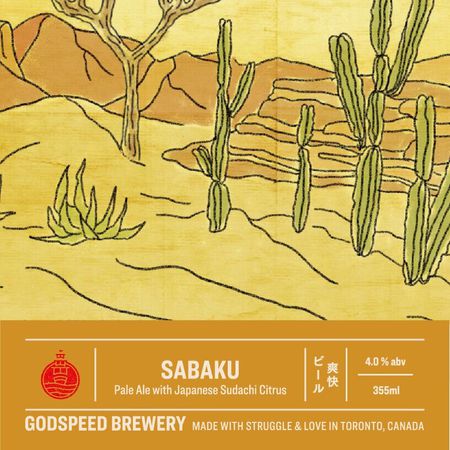 SABAKU
Pale Ale with Japanese Sudachi Citrus
爽快
ビール
4.0% abv
355ml
GODSPEED BREWERY MADE WITH STRUGGLE & LOVE IN TORONTO, CANADA